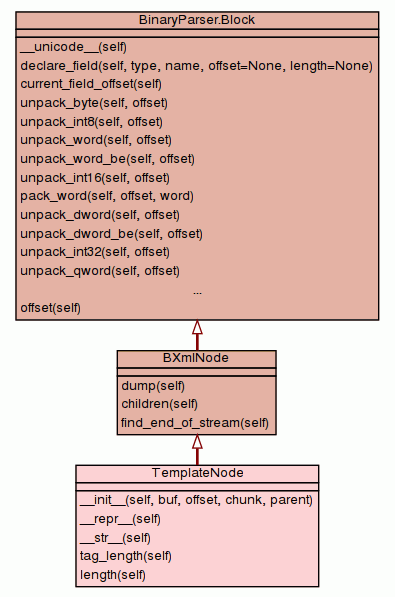 BinaryParser.Block
__unicode__(self)
declare_field(self, type, name, offset=None, length=None)
current_field_offset(self)
unpack_byte(self, offset)
unpack_int8(self, offset)
unpack_word(self, offset)
unpack_word_be(self, offset)
unpack_int16(self, offset)
pack_word(self, offset, word)
unpack_dword(self, offset)
unpack_dword_be(self, offset)
unpack_int32(self, offset)
unpack_qword(self, offset)
...
offset(self)
BXmlNode
dump(self)
children(self)
find_end_of_stream(self)
TemplateNode
__init__(self, buf, offset, chunk, parent)
__repr__(self)
__str__(self)
tag_length(self)
length(self)